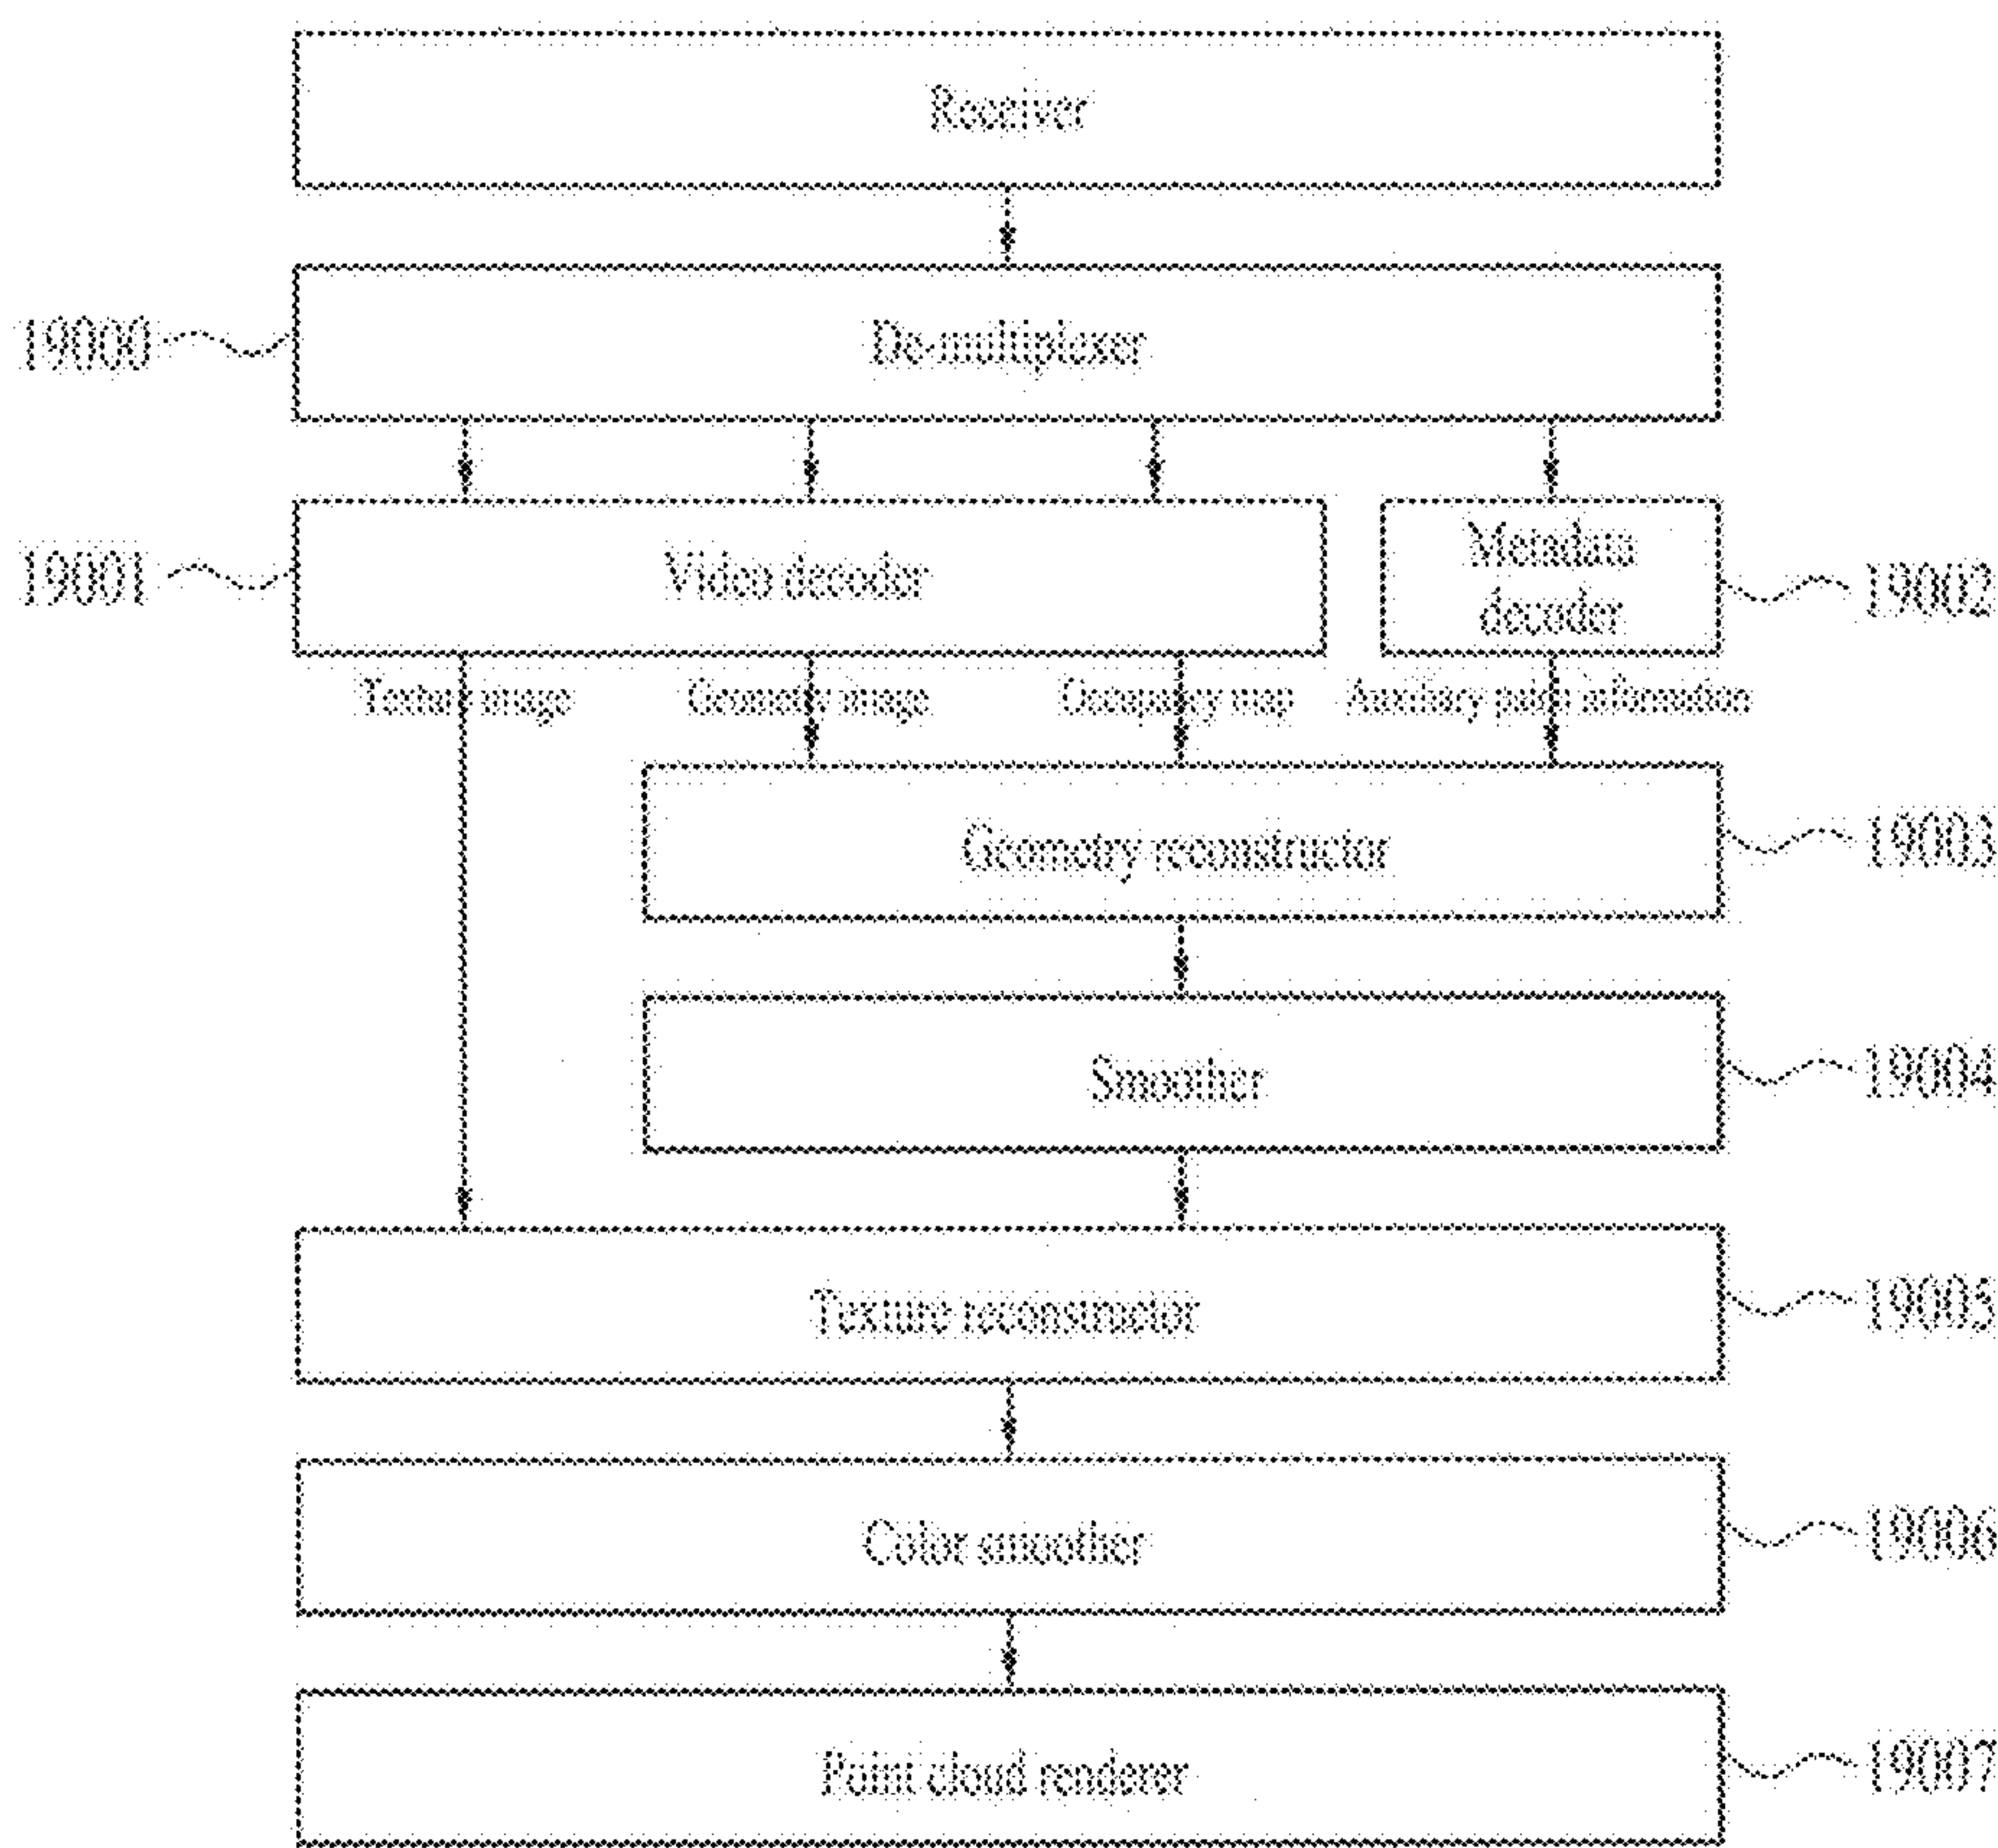 Receiver
19000
De-multiplexer
19001
Video decoder
Metadata
decoder
19002
Texture image
Geometry image
Occupancy map
Auxiliary patch information
Geometry reconstructor
19003
Smoother
19004
Texture reconstructor
19005
Color smoother
19006
Point cloud renderer
19007